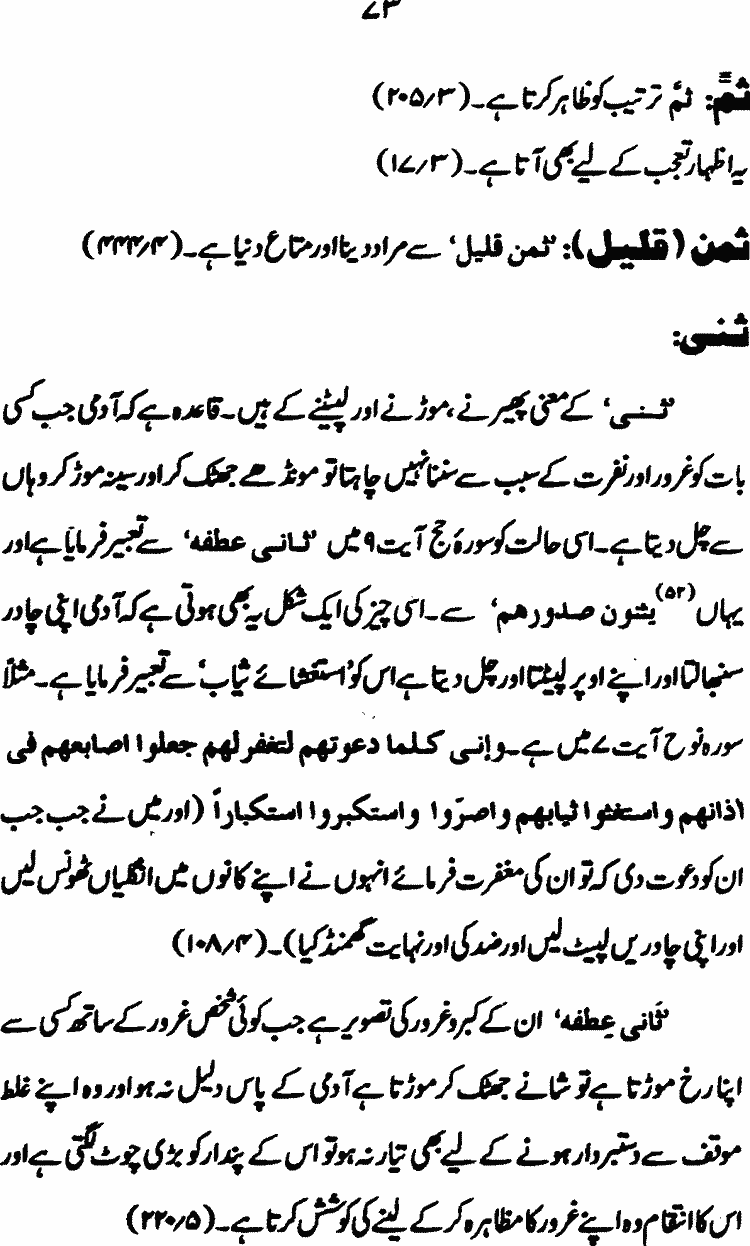 ۷۳
ثُمَّ: ثمّ ترتیب کو ظاہر کرتا ہے۔ (۲۰۵/۳)
یہ اظہار تعجب کے لیے بھی آتا ہے۔ (۱۷/۳)
ثمن (قلیل): ’ثمن قلیل‘ سے مراد دینا اور متاع دنیا ہے۔ (۴۳۳/۴)
ثنی:
’ثنی‘ کے معنی پھیرنے، موڑنے اور لپیٹنے کے ہیں۔ قاعدہ ہے کہ آدمی جب کسی
بات کو غرور اور نفرت کے سبب سے سننا نہیں چاہتا تو مونڈھے جھٹک کر اور سینہ موڑ کر وہاں
سے چل دیتا ہے۔ اسی حالت کو سورۂ حج آیت ۹ میں ’ثانی عطفه‘ سے تعبیر فرمایا ہے اور
یہاں (۵۲) ’یثنون صدورهم‘ سے۔ اسی چیز کی ایک شکل یہ بھی ہوتی ہے کہ آدمی اپنی چادر
سنبھالتا اور اپنے اوپر لپیٹتا اور چل دیتا ہے اس کو ’استغشائے ثیاب‘ سے تعبیر فرمایا ہے۔ مثلاً
سورہ نوح آیت ۷ میں ہے۔ وإنی کلما دعوتهم لتغفر لهم جعلوا اصابعهم فی
آذانهم واستغشوا ثیابهم واصرّوا واستکبروا استکباراً (اور میں نے جب جب
ان کو دعوت دی کہ تو ان کی مغفرت فرمائے انہوں نے اپنے کانوں میں انگلیاں ٹھونس لیں
اور اپنی چادریں لپیٹ لیں اور ضد کی اور نہایت گھمنڈ کیا)۔ (۱۰۸/۴)
’ثَانی عِطفه‘ ان کے کبر و غرور کی تصویر ہے جب کوئی شخص غرور کے ساتھ کسی سے
اپنا رخ موڑتا ہے تو شانے جھٹک کر موڑتا ہے آدمی کے پاس دلیل نہ ہو اور وہ اپنے غلط
موقف سے دستبردار ہونے کے لیے بھی تیار نہ ہو تو اس کے پندار کو بڑی چوٹ لگتی ہے اور
اس کا انتقام وہ اپنے غرور کا مظاہرہ کر کے لینے کی کوشش کرتا ہے۔ (۲۲۰/۵)